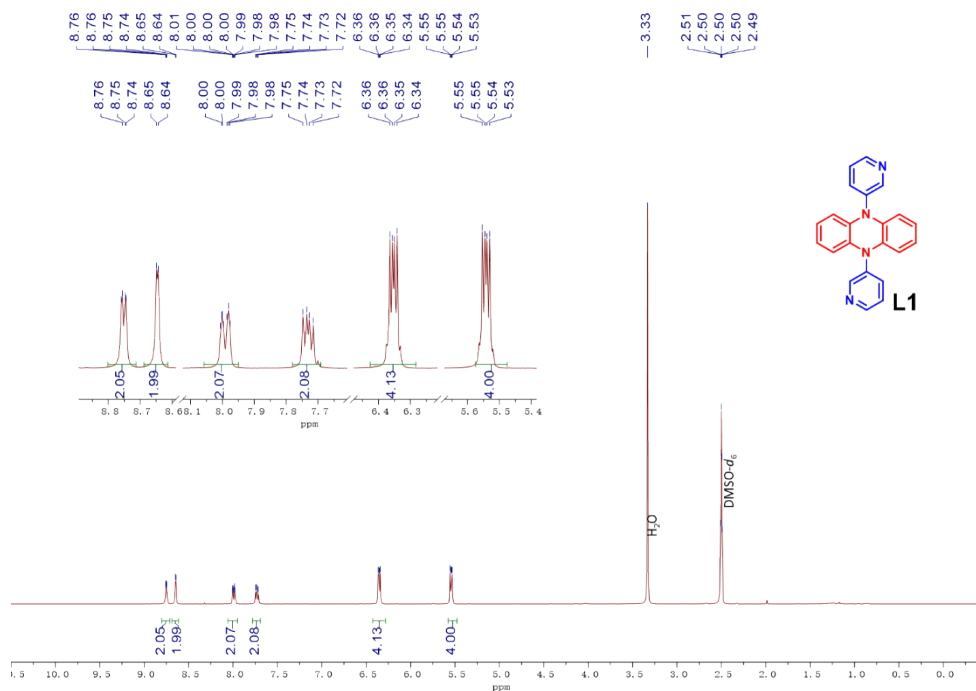 8.76 8.76 8.75 8.74 8.65 8.64 8.01 8.00 8.00 8.00 7.99 7.98 7.98 7.75 7.74 7.73 7.72 6.36 6.36 6.35 6.34 5.55 5.55 5.54 5.53 3.33 2.51 2.50 2.50 2.50 2.49
8.76 8.75 8.74 8.65 8.64 8.00 8.00 7.99 7.98 7.98 7.75 7.74 7.73 7.72 6.36 6.36 6.35 6.34 5.55 5.55 5.54 5.53
N
N
N
N
L1
2.05 1.99 2.07 2.08 4.13 4.00
8.8 8.7 8.6 8.1 8.0 7.9 7.8 7.7 6.4 6.3 5.6 5.5 5.4
ppm
H2O
DMSO-d6
2.05 1.99 2.07 2.08 4.13 4.00
10.5 10.0 9.5 9.0 8.5 8.0 7.5 7.0 6.5 6.0 5.5 5.0 4.5 4.0 3.5 3.0 2.5 2.0 1.5 1.0 0.5 0.0
ppm